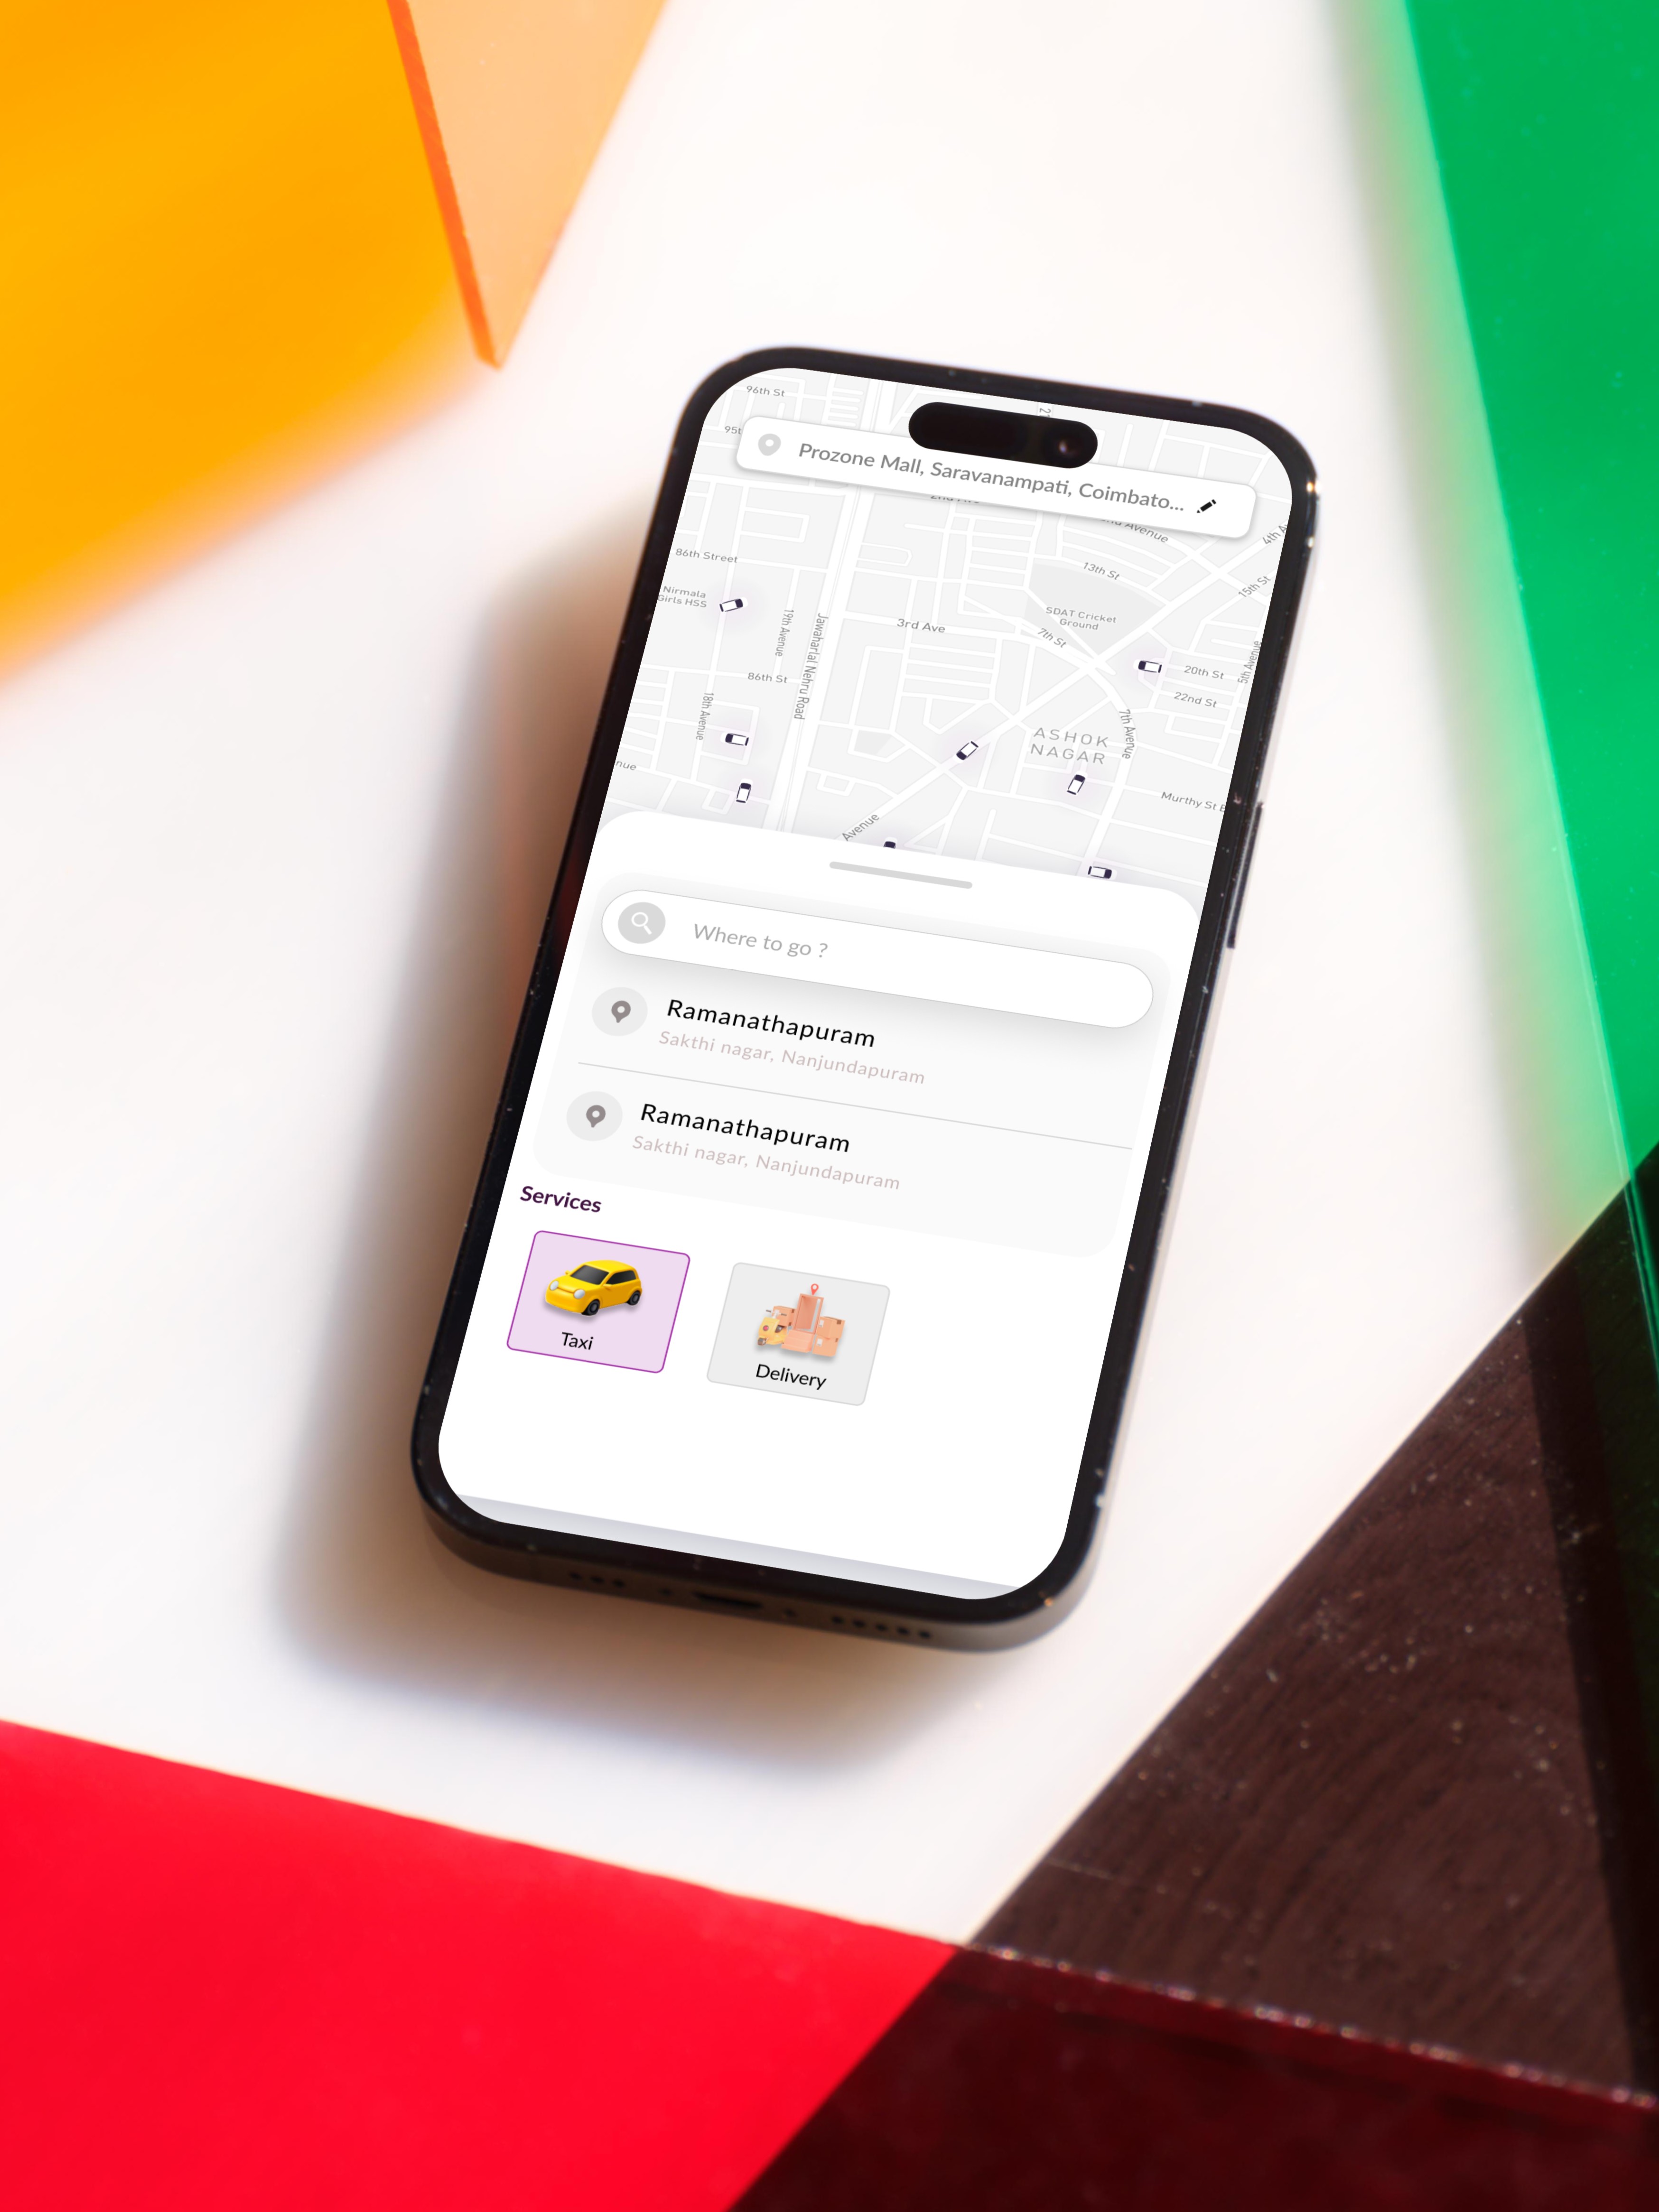 96th St
Prozone Mall, Saravanampati, Coimbato...
86th Street
13th St
15th St
Nirmala
Girls HSS
SDAT Cricket
Ground
3rd Ave
7th St
19th Avenue
Jawaharlal Nehru Road
5th Avenue
20th St
22nd St
86th St
18th Avenue
7th Avenue
ASHOK
NAGAR
Murthy St
Avenue
Where to go ?
Ramanathapuram
Sakthi nagar, Nanjundapuram
Ramanathapuram
Sakthi nagar, Nanjundapuram
Services
Taxi
Delivery